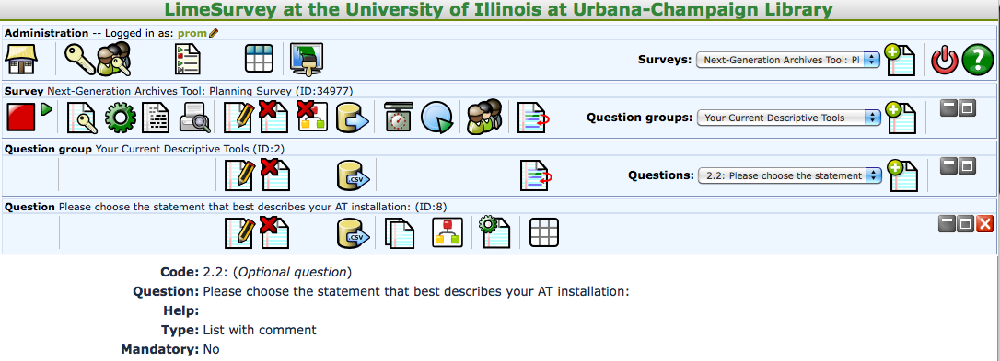 LimeSurvey at the University of Illinois at Urbana-Champaign Library
Administration -- Logged in as: prom
Surveys: Next-Generation Archives Tool: Pl
Survey Next-Generation Archives Tool: Planning Survey (ID:34977)
Question groups: Your Current Descriptive Tools
Question group Your Current Descriptive Tools (ID:2)
.CSV
Questions: 2.2: Please choose the statement
Question Please choose the statement that best describes your AT installation: (ID:8)
.CSV
Code: 2.2: (Optional question)
Question: Please choose the statement that best describes your AT installation:
Help:
Type: List with comment
Mandatory: No